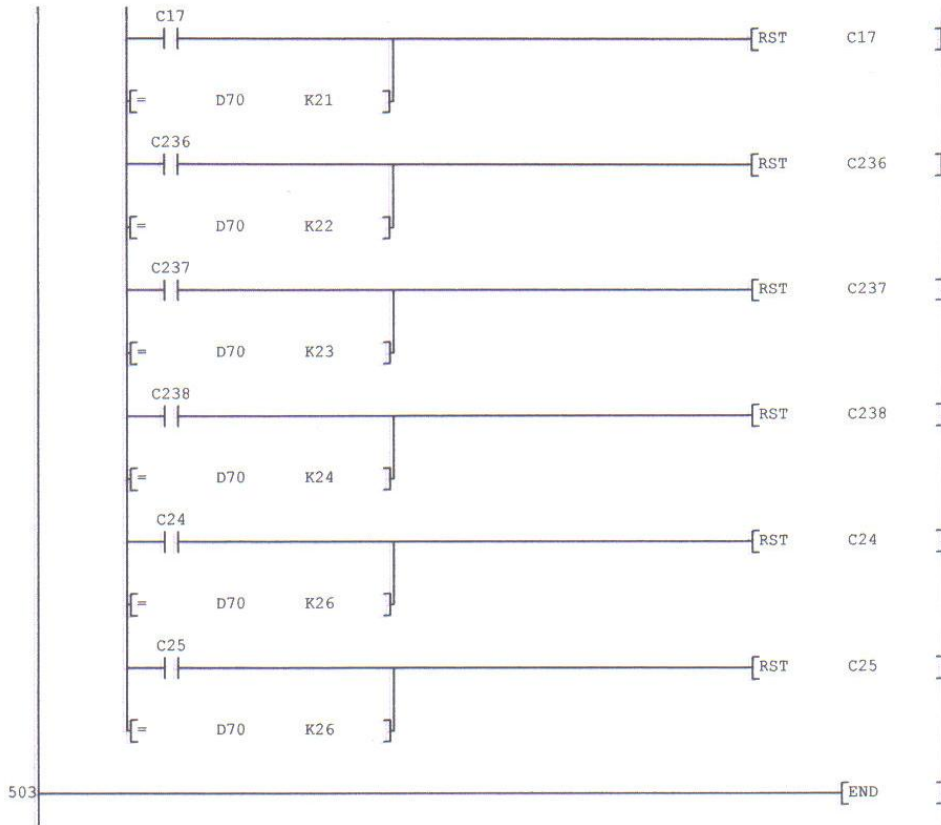 C17
[RST C17 ]
[= D70 K21 ]
C236
[RST C236 ]
[= D70 K22 ]
C237
[RST C237 ]
[= D70 K23 ]
C238
[RST C238 ]
[= D70 K24 ]
C24
[RST C24 ]
[= D70 K26 ]
C25
[RST C25 ]
[= D70 K26 ]
503 [END ]